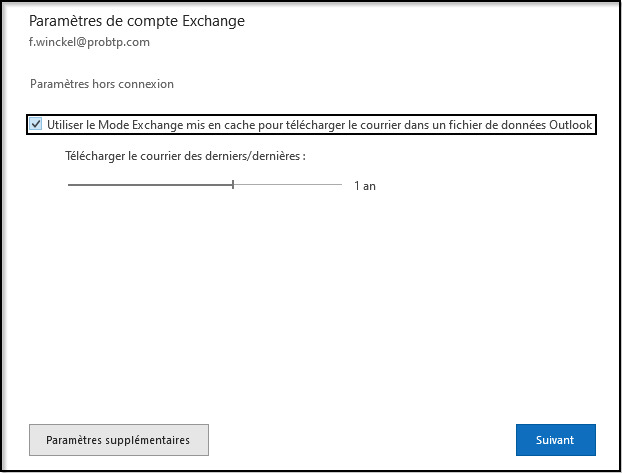 Paramètres de compte Exchange
f.winckel@probtp.com
Paramètres hors connexion
Utiliser le Mode Exchange mis en cache pour télécharger le courrier dans un fichier de données Outlook
Télécharger le courrier des derniers/dernières :
1 an
Paramètres supplémentaires
Suivant